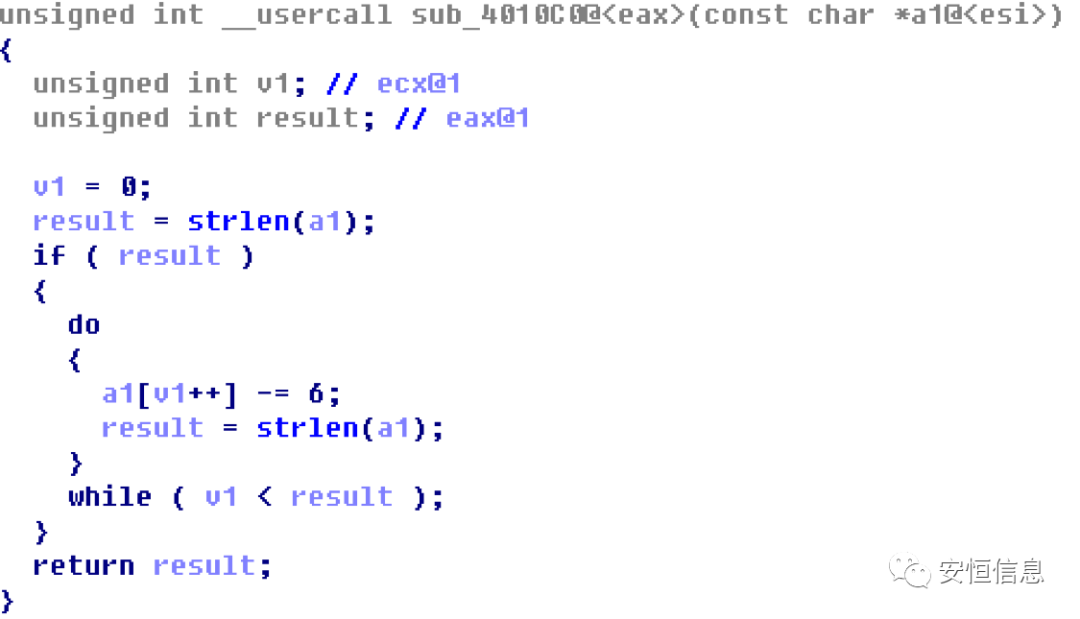 unsigned int __usercall sub_4010C0@<eax>(const char *a1@<esi>)
{
  unsigned int v1; // ecx@1
  unsigned int result; // eax@1

  v1 = 0;
  result = strlen(a1);
  if ( result )
  {
    do
    {
      a1[v1++] -= 6;
      result = strlen(a1);
    }
    while ( v1 < result );
  }
  return result;
}
安恒信息